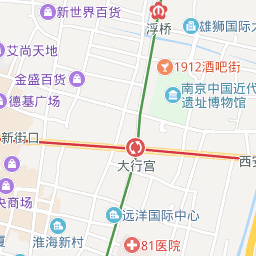 新世界百货
浮桥
雄狮国际大
艾尚天地
1912酒吧街
金盛百货
德基广场
南京中国近代
遗址博物馆
新街口
大行宫
西安
央商场
远洋国际中心
厦
淮海新村
81医院